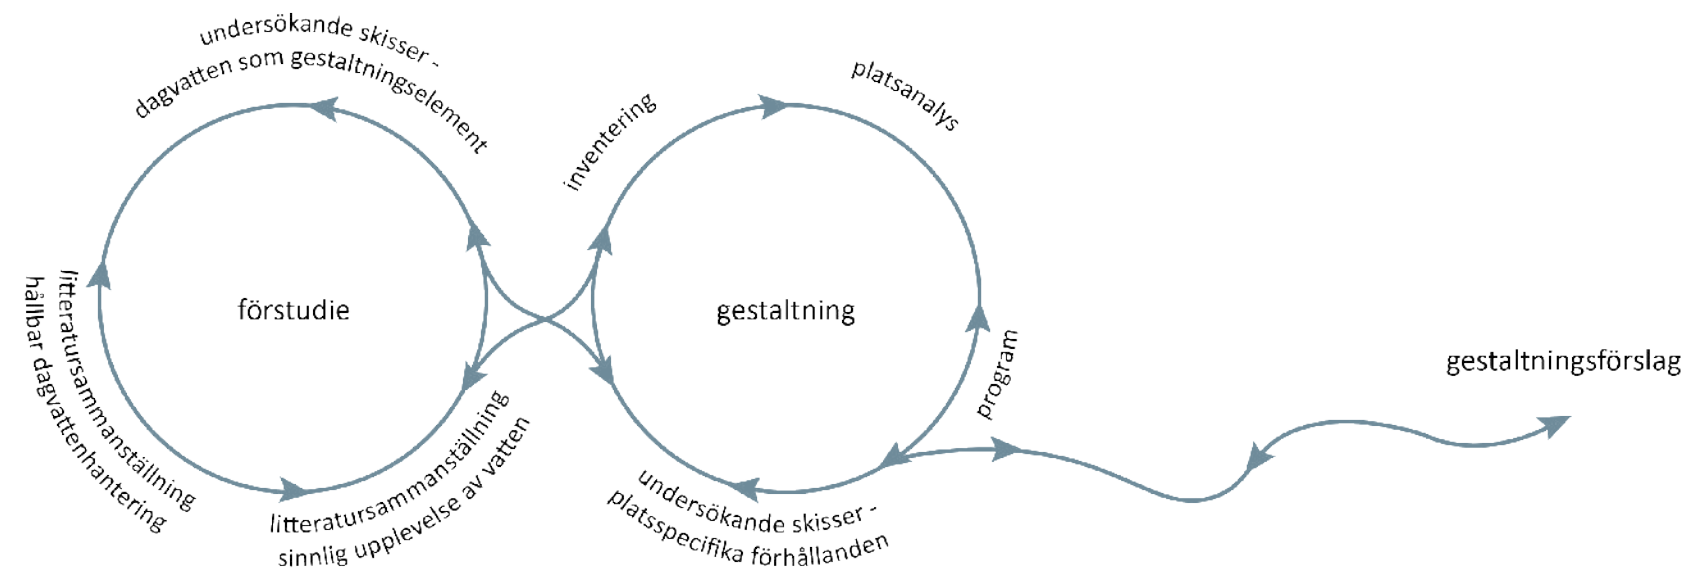 undersökande skisser -
dagvatten som gestaltningselement
förstudie
litteratursammanställning
hållbar dagvattenhantering
litteratursammanställning
sinnlig upplevelse av vatten
inventering
platsanalys
gestaltning
program
undersökande skisser -
platsspecifika förhållanden
gestaltningsförslag